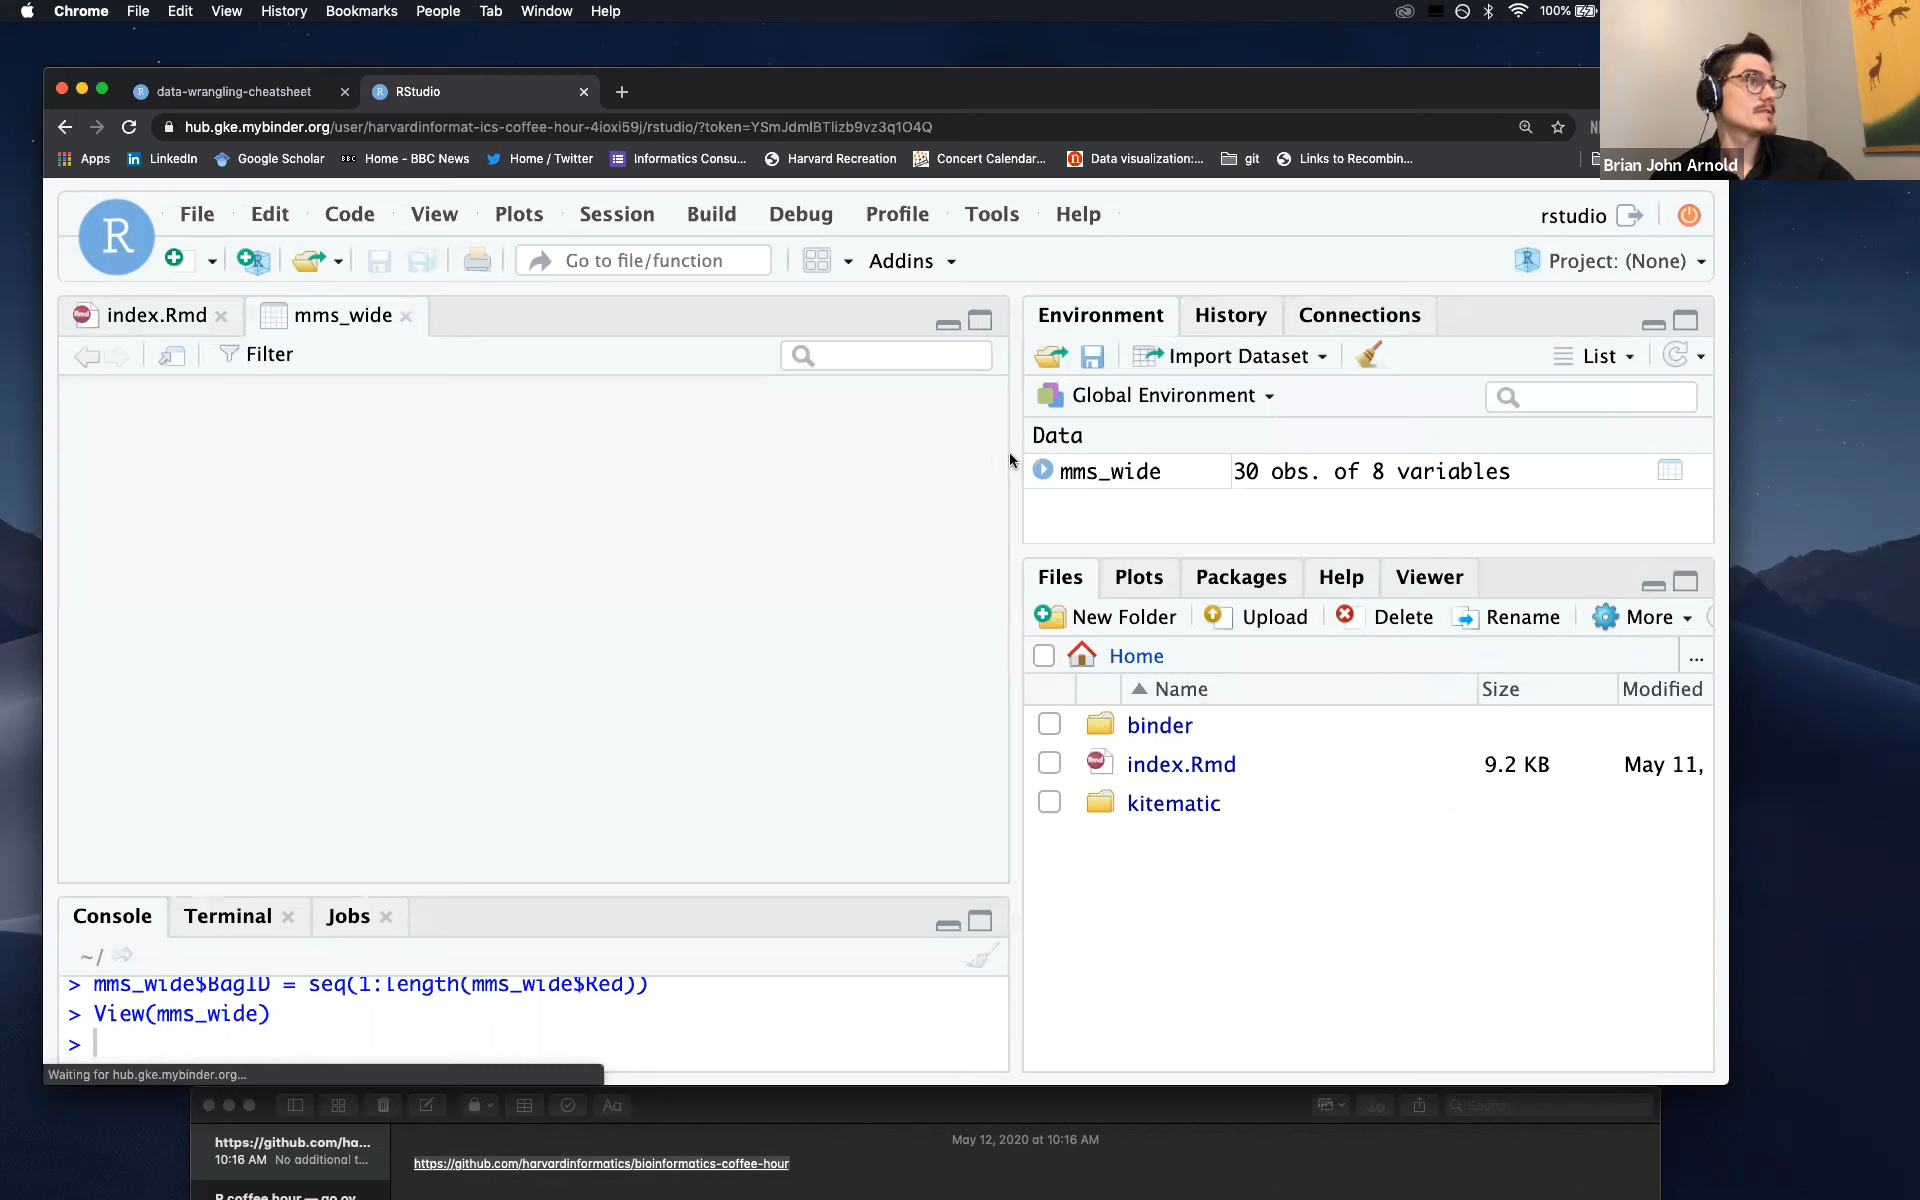 Chrome File Edit View History Bookmarks People Tab Window Help
100%
Brian John Arnold
data-wrangling-cheatsheet
RStudio
hub.gke.mybinder.org/user/harvardinformat-ics-coffee-hour-4ioxi59j/rstudio/?token=YSmJdmlBTlizb9vz3q1O4Q
Apps LinkedIn Google Scholar Home - BBC News Home / Twitter Informatics Consu... Harvard Recreation Concert Calendar... Data visualization:... git Links to Recombin...
R
File Edit Code View Plots Session Build Debug Profile Tools Help
rstudio
Go to file/function
Addins
Project: (None)
index.Rmd
mms_wide
Filter
Environment History Connections
Import Dataset
List
Global Environment
Data
mms_wide 30 obs. of 8 variables
Files Plots Packages Help Viewer
New Folder Upload Delete Rename More
Home
...
Name Size Modified
binder
index.Rmd 9.2 KB May 11,
kitematic
Console Terminal Jobs
~/
> mms_wide$BagID = seq(1:length(mms_wide$Red))
> View(mms_wide)
>
Waiting for hub.gke.mybinder.org...
Aa
Search
https://github.com/ha...
10:16 AM No additional t...
May 12, 2020 at 10:16 AM
https://github.com/harvardinformatics/bioinformatics-coffee-hour
R coffee hour — go ov